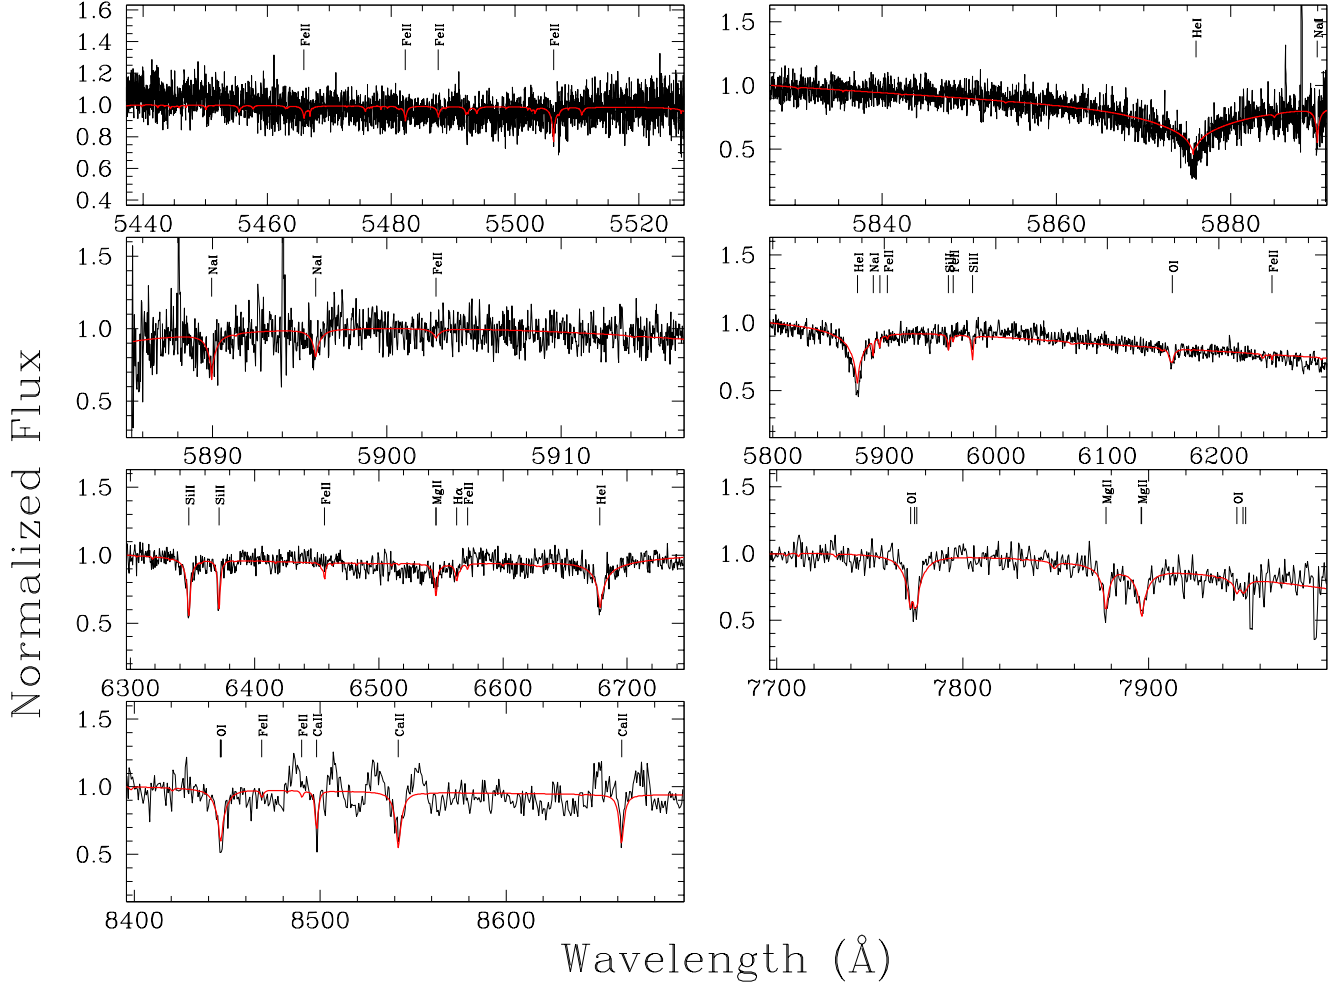 FeII FeII FeII FeII
1.6
1.4
1.2
1.0
0.8
0.6
0.4
5440 5460 5480 5500 5520
HeI NaI
1.5
1.0
0.5
5840 5860 5880
NaI NaI FeII
1.5
1.0
0.5
5890 5900 5910
HeI NaI FeII SiII FeII SiII OI FeII
1.5
1.0
0.5
5800 5900 6000 6100 6200
SiII SiII FeII MgII Hα FeII HeI
1.5
1.0
0.5
6300 6400 6500 6600 6700
OI MgII MgII OI
1.5
1.0
0.5
7700 7800 7900
OI FeII FeII CaII CaII CaII
1.5
1.0
0.5
8400 8500 8600
Normalized Flux
Wavelength (Å)